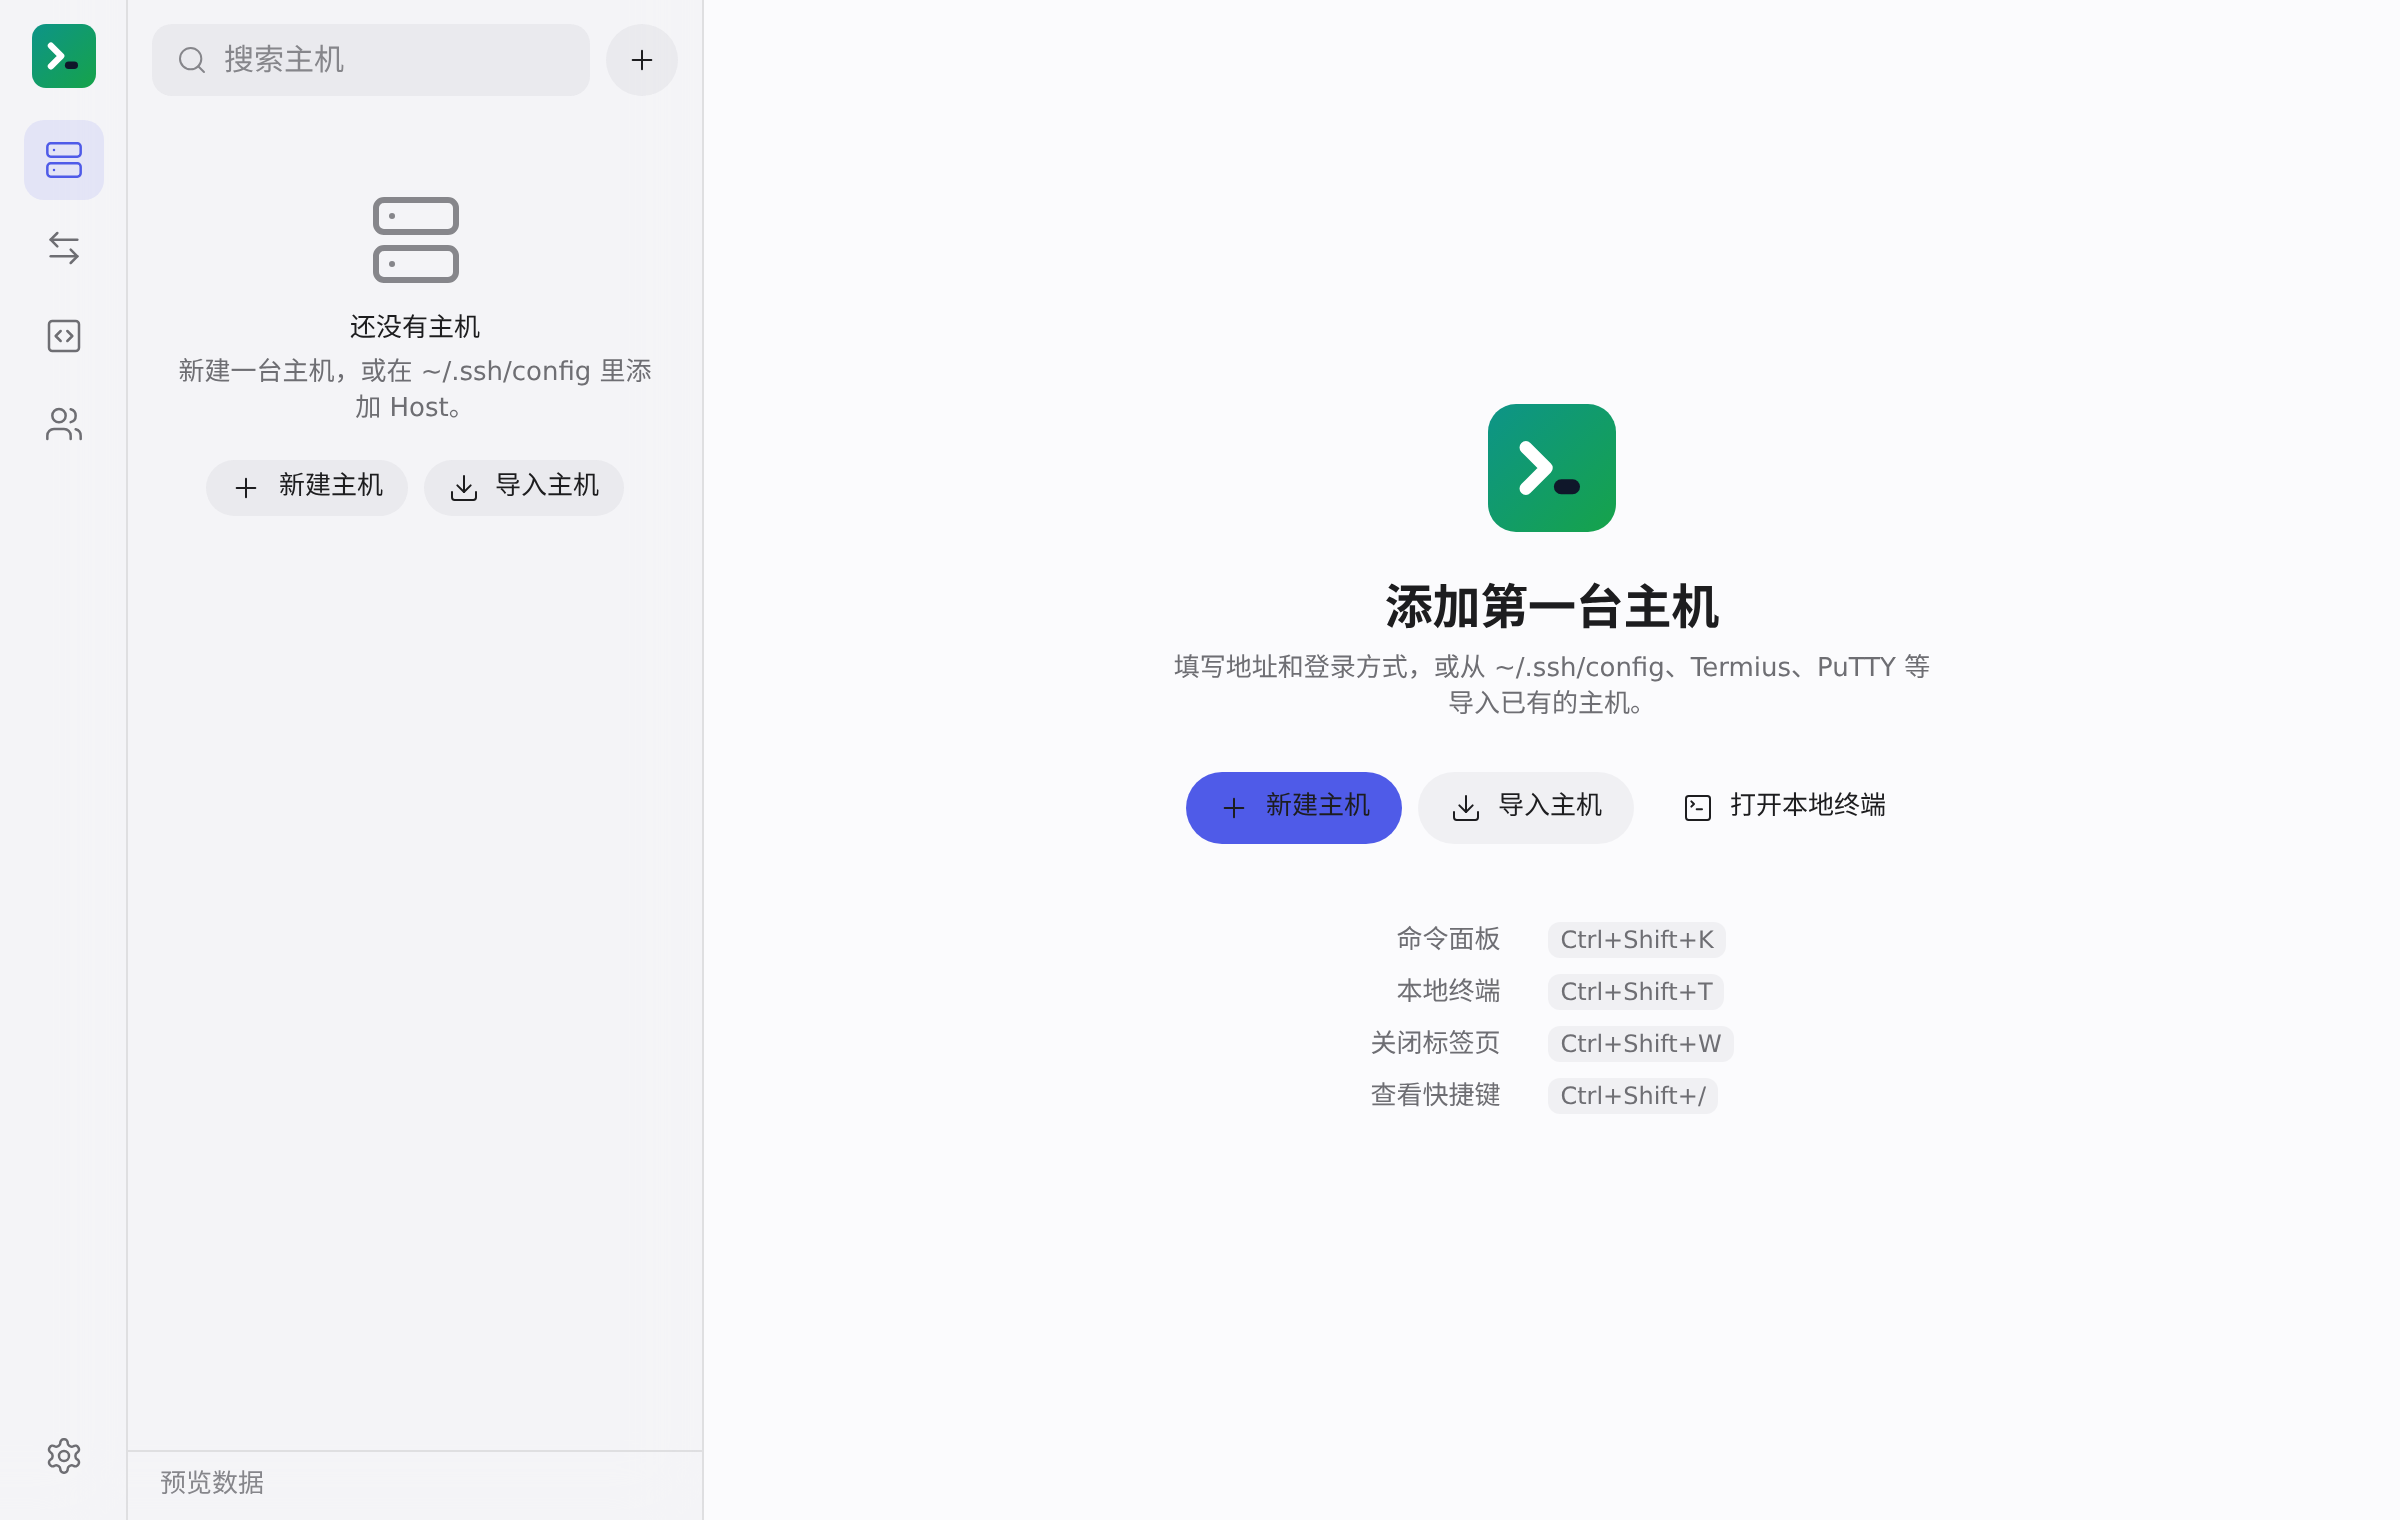 搜索主机
还没有主机
新建一台主机，或在 ~/.ssh/config 里添
加 Host。
新建主机
导入主机
预览数据
添加第一台主机
填写地址和登录方式，或从 ~/.ssh/config、Termius、PuTTY 等
导入已有的主机。
新建主机
导入主机
打开本地终端
命令面板 Ctrl+Shift+K
本地终端 Ctrl+Shift+T
关闭标签页 Ctrl+Shift+W
查看快捷键 Ctrl+Shift+/